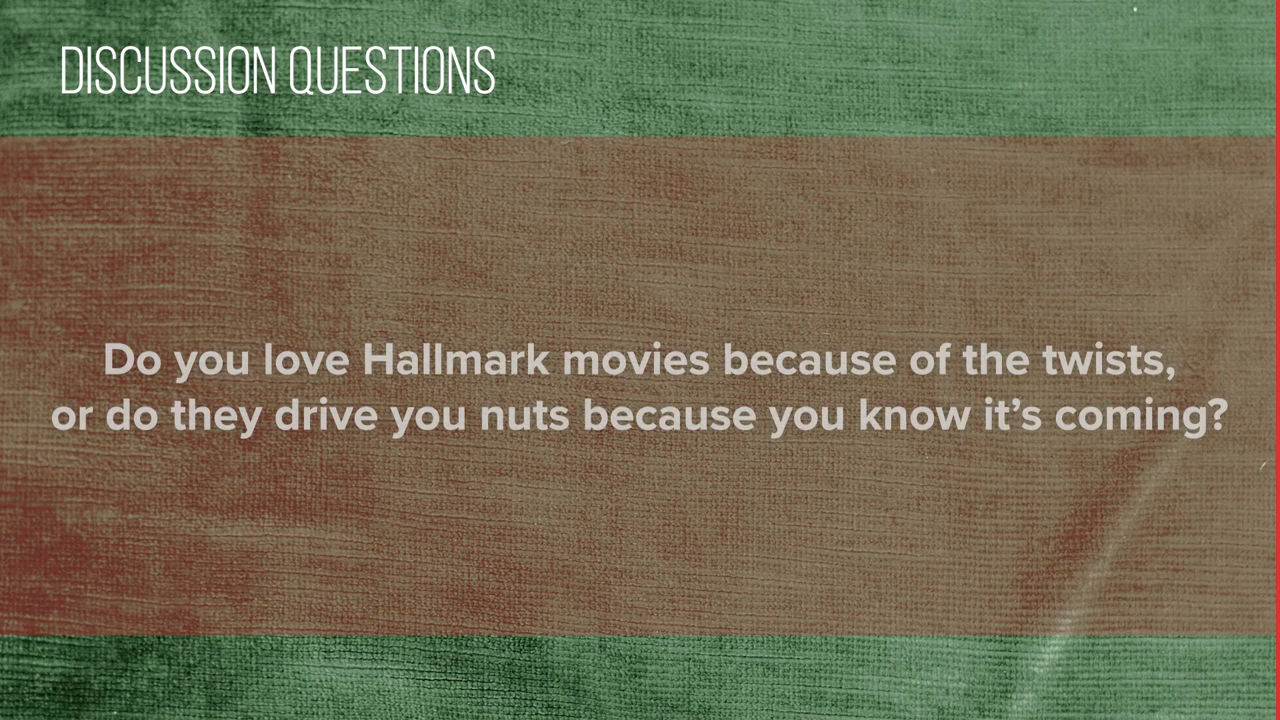 DISCUSSION QUESTIONS
Do you love Hallmark movies because of the twists,
or do they drive you nuts because you know it’s coming?